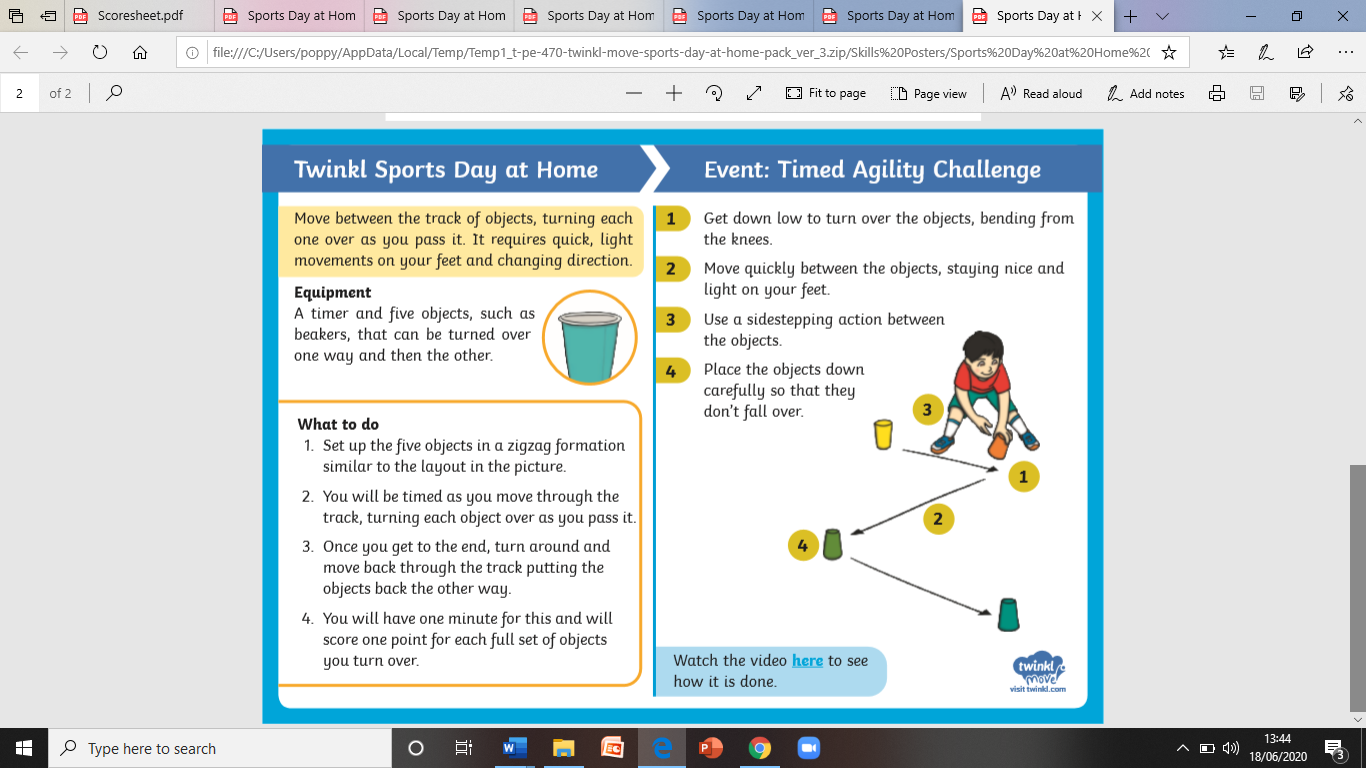 Scoresheet.pdf
Sports Day at Hom
Sports Day at Hom
Sports Day at Hom
Sports Day at Hom
Sports Day at Hom
Sports Day at H
file:///C:/Users/poppy/AppData/Local/Temp/Temp1_t-pe-470-twinkl-move-sports-day-at-home-pack_ver_3.zip/Skills%20Posters/Sports%20Day%20at%20Home%20
2 of 2
Fit to page
Page view
Read aloud
Add notes
Twinkl Sports Day at Home
Event: Timed Agility Challenge
Move between the track of objects, turning each
one over as you pass it. It requires quick, light
movements on your feet and changing direction.
Equipment
A timer and five objects, such as
beakers, that can be turned over
one way and then the other.
What to do
1. Set up the five objects in a zigzag formation
similar to the layout in the picture.
2. You will be timed as you move through the
track, turning each object over as you pass it.
3. Once you get to the end, turn around and
move back through the track putting the
objects back the other way.
4. You will have one minute for this and will
score one point for each full set of objects
you turn over.
1 Get down low to turn over the objects, bending from
the knees.
2 Move quickly between the objects, staying nice and
light on your feet.
3 Use a sidestepping action between
the objects.
4 Place the objects down
carefully so that they
don't fall over.
3
1
2
4
Watch the video here to see
how it is done.
twinkl
move
visit twinkl.com
Type here to search
13:44
18/06/2020
3